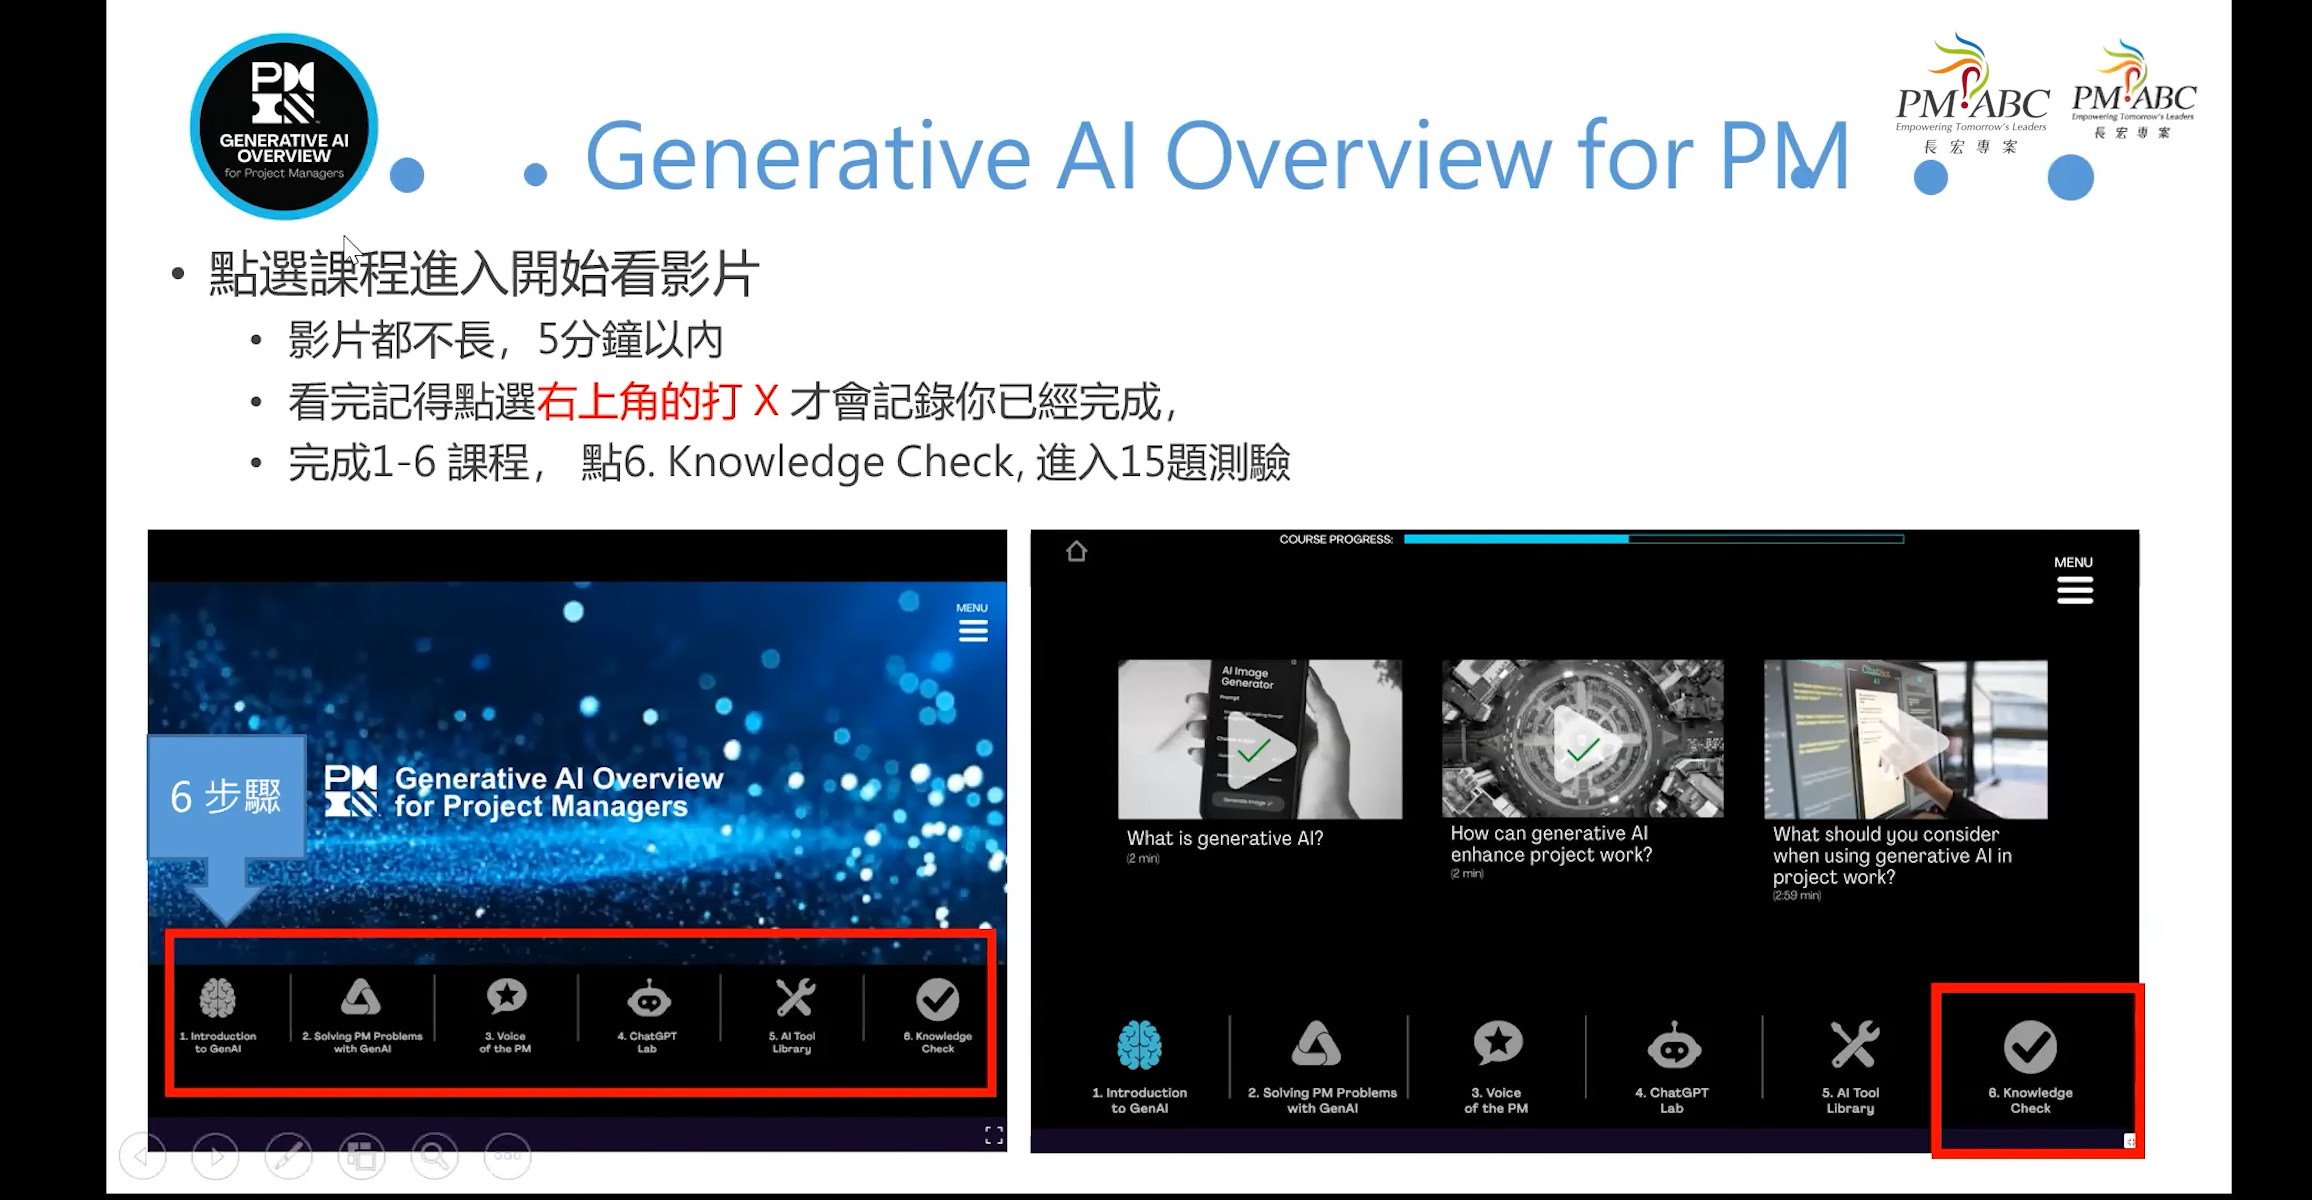 GENERATIVE AI
OVERVIEW
for Project Managers
Generative AI Overview for PM
PM ABC
Empowering Tomorrow's Leaders
長宏專案
PM ABC
Empowering Tomorrow's Leaders
長宏專案
• 點選課程進入開始看影片
• 影片都不長，5分鐘以內
• 看完記得點選右上角的打 X 才會記錄你已經完成，
• 完成1-6 課程， 點6. Knowledge Check, 進入15題測驗
MENU
6 步驟
Generative AI Overview
for Project Managers
1. Introduction
to GenAI
2. Solving PM Problems
with GenAI
3. Voice
of the PM
4. ChatGPT
Lab
5. AI Tool
Library
6. Knowledge
Check
COURSE PROGRESS:
MENU
AI Image
Generator
Prompt
Generate Image
What is generative AI?
(2 min)
How can generative AI
enhance project work?
(2 min)
What should you consider
when using generative AI in
project work?
(2:59 min)
1. Introduction
to GenAI
2. Solving PM Problems
with GenAI
3. Voice
of the PM
4. ChatGPT
Lab
5. AI Tool
Library
6. Knowledge
Check